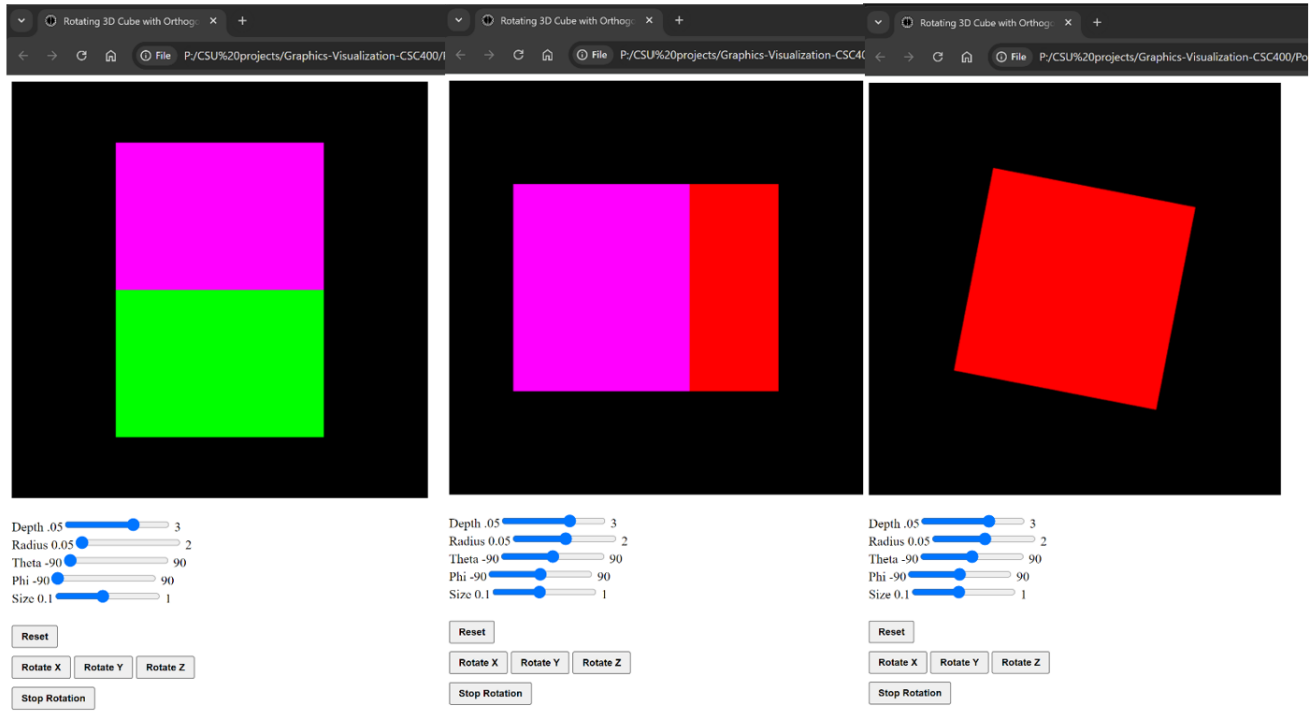 Rotating 3D Cube with Orthogo
File P:/CSU%20projects/Graphics-Visualization-CSC400/
Depth .05 3
Radius 0.05 2
Theta -90 90
Phi -90 90
Size 0.1 1
Reset
Rotate X Rotate Y Rotate Z
Stop Rotation
Rotating 3D Cube with Orthogo
File P:/CSU%20projects/Graphics-Visualization-CSC40
Depth .05 3
Radius 0.05 2
Theta -90 90
Phi -90 90
Size 0.1 1
Reset
Rotate X Rotate Y Rotate Z
Stop Rotation
Rotating 3D Cube with Orthogo
File P:/CSU%20projects/Graphics-Visualization-CSC400/Po
Depth .05 3
Radius 0.05 2
Theta -90 90
Phi -90 90
Size 0.1 1
Reset
Rotate X Rotate Y Rotate Z
Stop Rotation